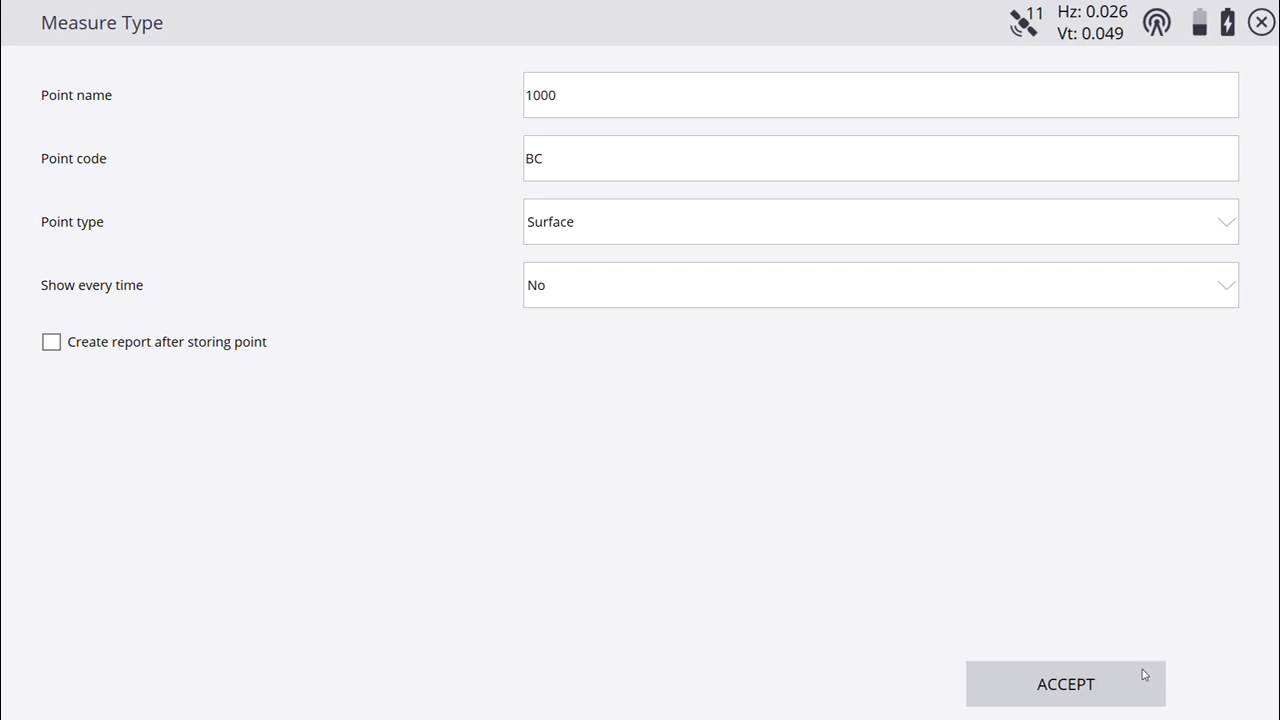 Measure Type
11
Hz: 0.026
Vt: 0.049
Point name
1000
Point code
BC
Point type
Surface
Show every time
No
Create report after storing point
ACCEPT